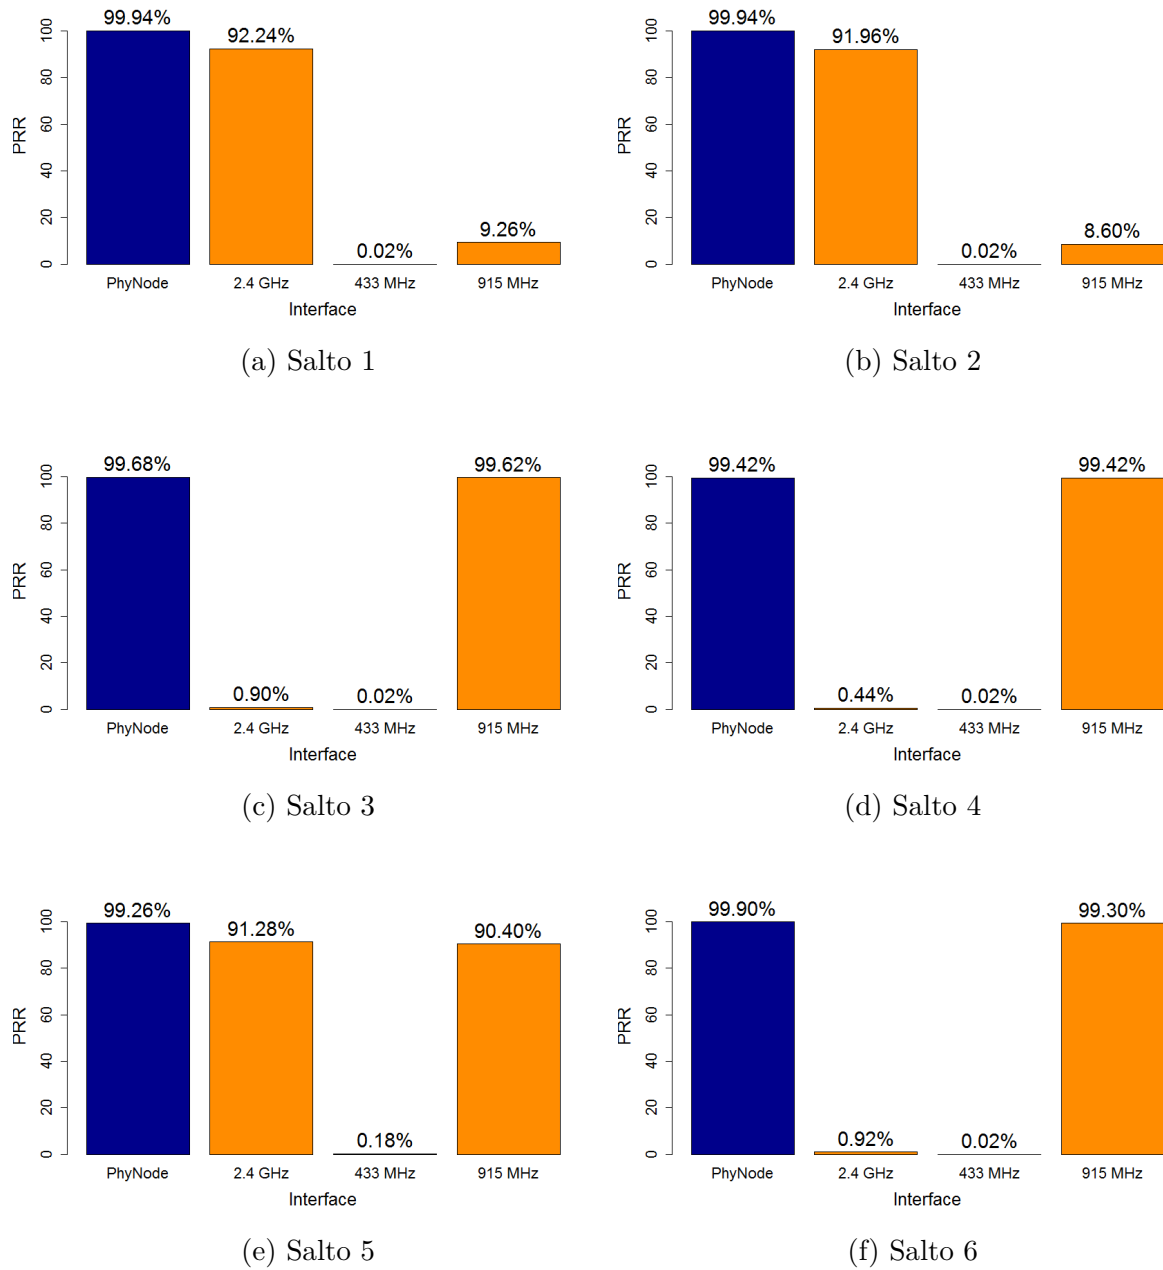 99.94%
92.24%
0.02%
9.26%
PRR
0 20 40 60 80 100
PhyNode 2.4 GHz 433 MHz 915 MHz
Interface
(a) Salto 1
99.94%
91.96%
0.02%
8.60%
PRR
0 20 40 60 80 100
PhyNode 2.4 GHz 433 MHz 915 MHz
Interface
(b) Salto 2
99.68%
0.90%
0.02%
99.62%
PRR
0 20 40 60 80 100
PhyNode 2.4 GHz 433 MHz 915 MHz
Interface
(c) Salto 3
99.42%
0.44%
0.02%
99.42%
PRR
0 20 40 60 80 100
PhyNode 2.4 GHz 433 MHz 915 MHz
Interface
(d) Salto 4
99.26%
91.28%
0.18%
90.40%
PRR
0 20 40 60 80 100
PhyNode 2.4 GHz 433 MHz 915 MHz
Interface
(e) Salto 5
99.90%
0.92%
0.02%
99.30%
PRR
0 20 40 60 80 100
PhyNode 2.4 GHz 433 MHz 915 MHz
Interface
(f) Salto 6